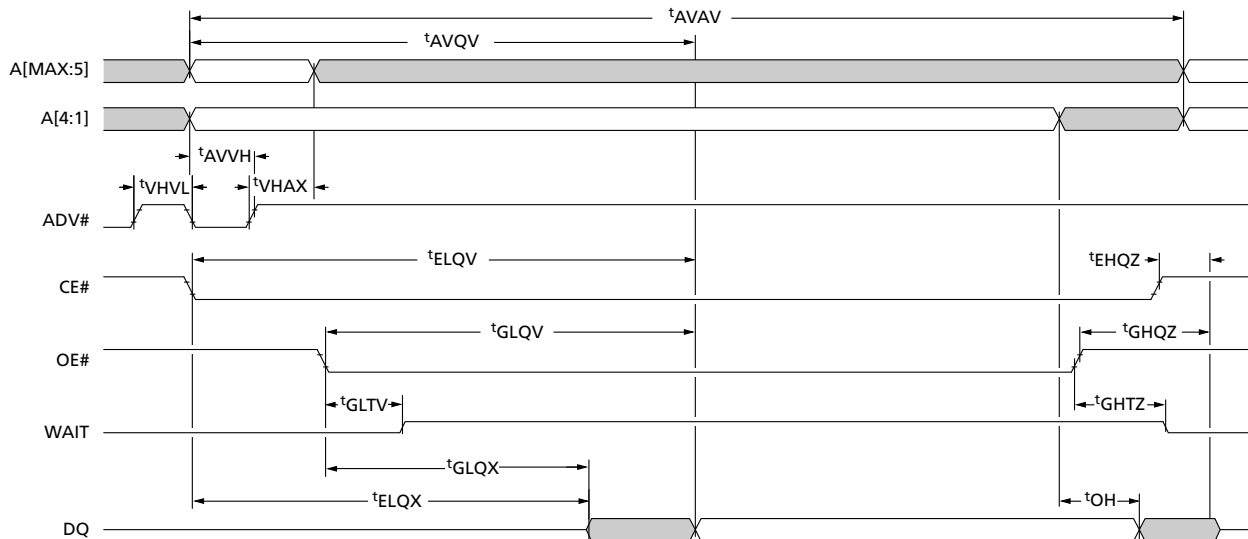 tAVAV
tAVQV
A[MAX:5]
A[4:1]
tAVVH
tVHVL tVHAX
ADV#
tELQV tEHQZ
CE#
tGLQV tGHQZ
OE#
tGLTV tGHTZ
WAIT
tGLQX
tELQX tOH
DQ